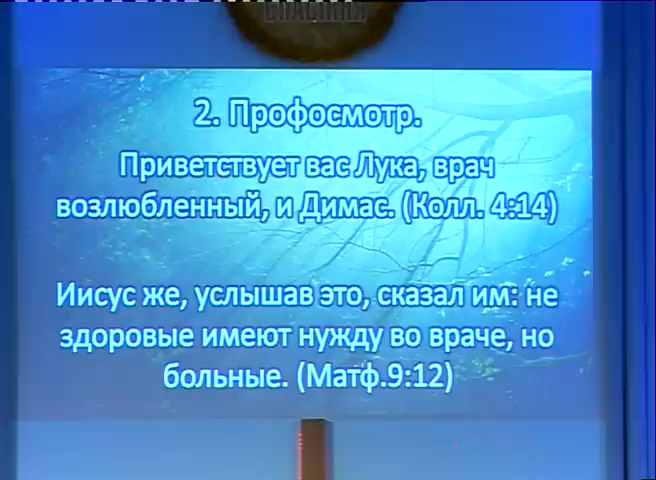 СПАСЕНИЯ
2. Профосмотр.
Приветствует вас Лука, врач
возлюбленный, и Димас. (Колл. 4:14)
Иисус же, услышав это, сказал им: не
здоровые имеют нужду во враче, но
больные. (Матф.9:12)